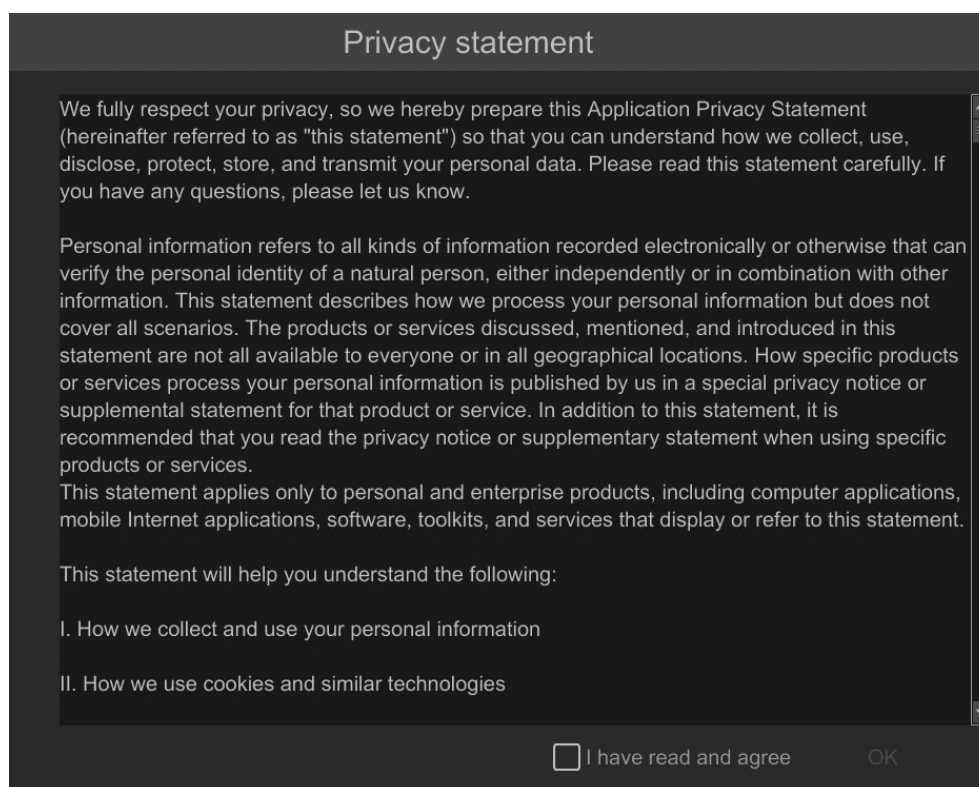 Privacy statement
We fully respect your privacy, so we hereby prepare this Application Privacy Statement
(hereinafter referred to as "this statement") so that you can understand how we collect, use,
disclose, protect, store, and transmit your personal data. Please read this statement carefully. If
you have any questions, please let us know.
Personal information refers to all kinds of information recorded electronically or otherwise that can
verify the personal identity of a natural person, either independently or in combination with other
information. This statement describes how we process your personal information but does not
cover all scenarios. The products or services discussed, mentioned, and introduced in this
statement are not all available to everyone or in all geographical locations. How specific products
or services process your personal information is published by us in a special privacy notice or
supplemental statement for that product or service. In addition to this statement, it is
recommended that you read the privacy notice or supplementary statement when using specific
products or services.
This statement applies only to personal and enterprise products, including computer applications,
mobile Internet applications, software, toolkits, and services that display or refer to this statement.
This statement will help you understand the following:
I. How we collect and use your personal information
II. How we use cookies and similar technologies
I have read and agree OK